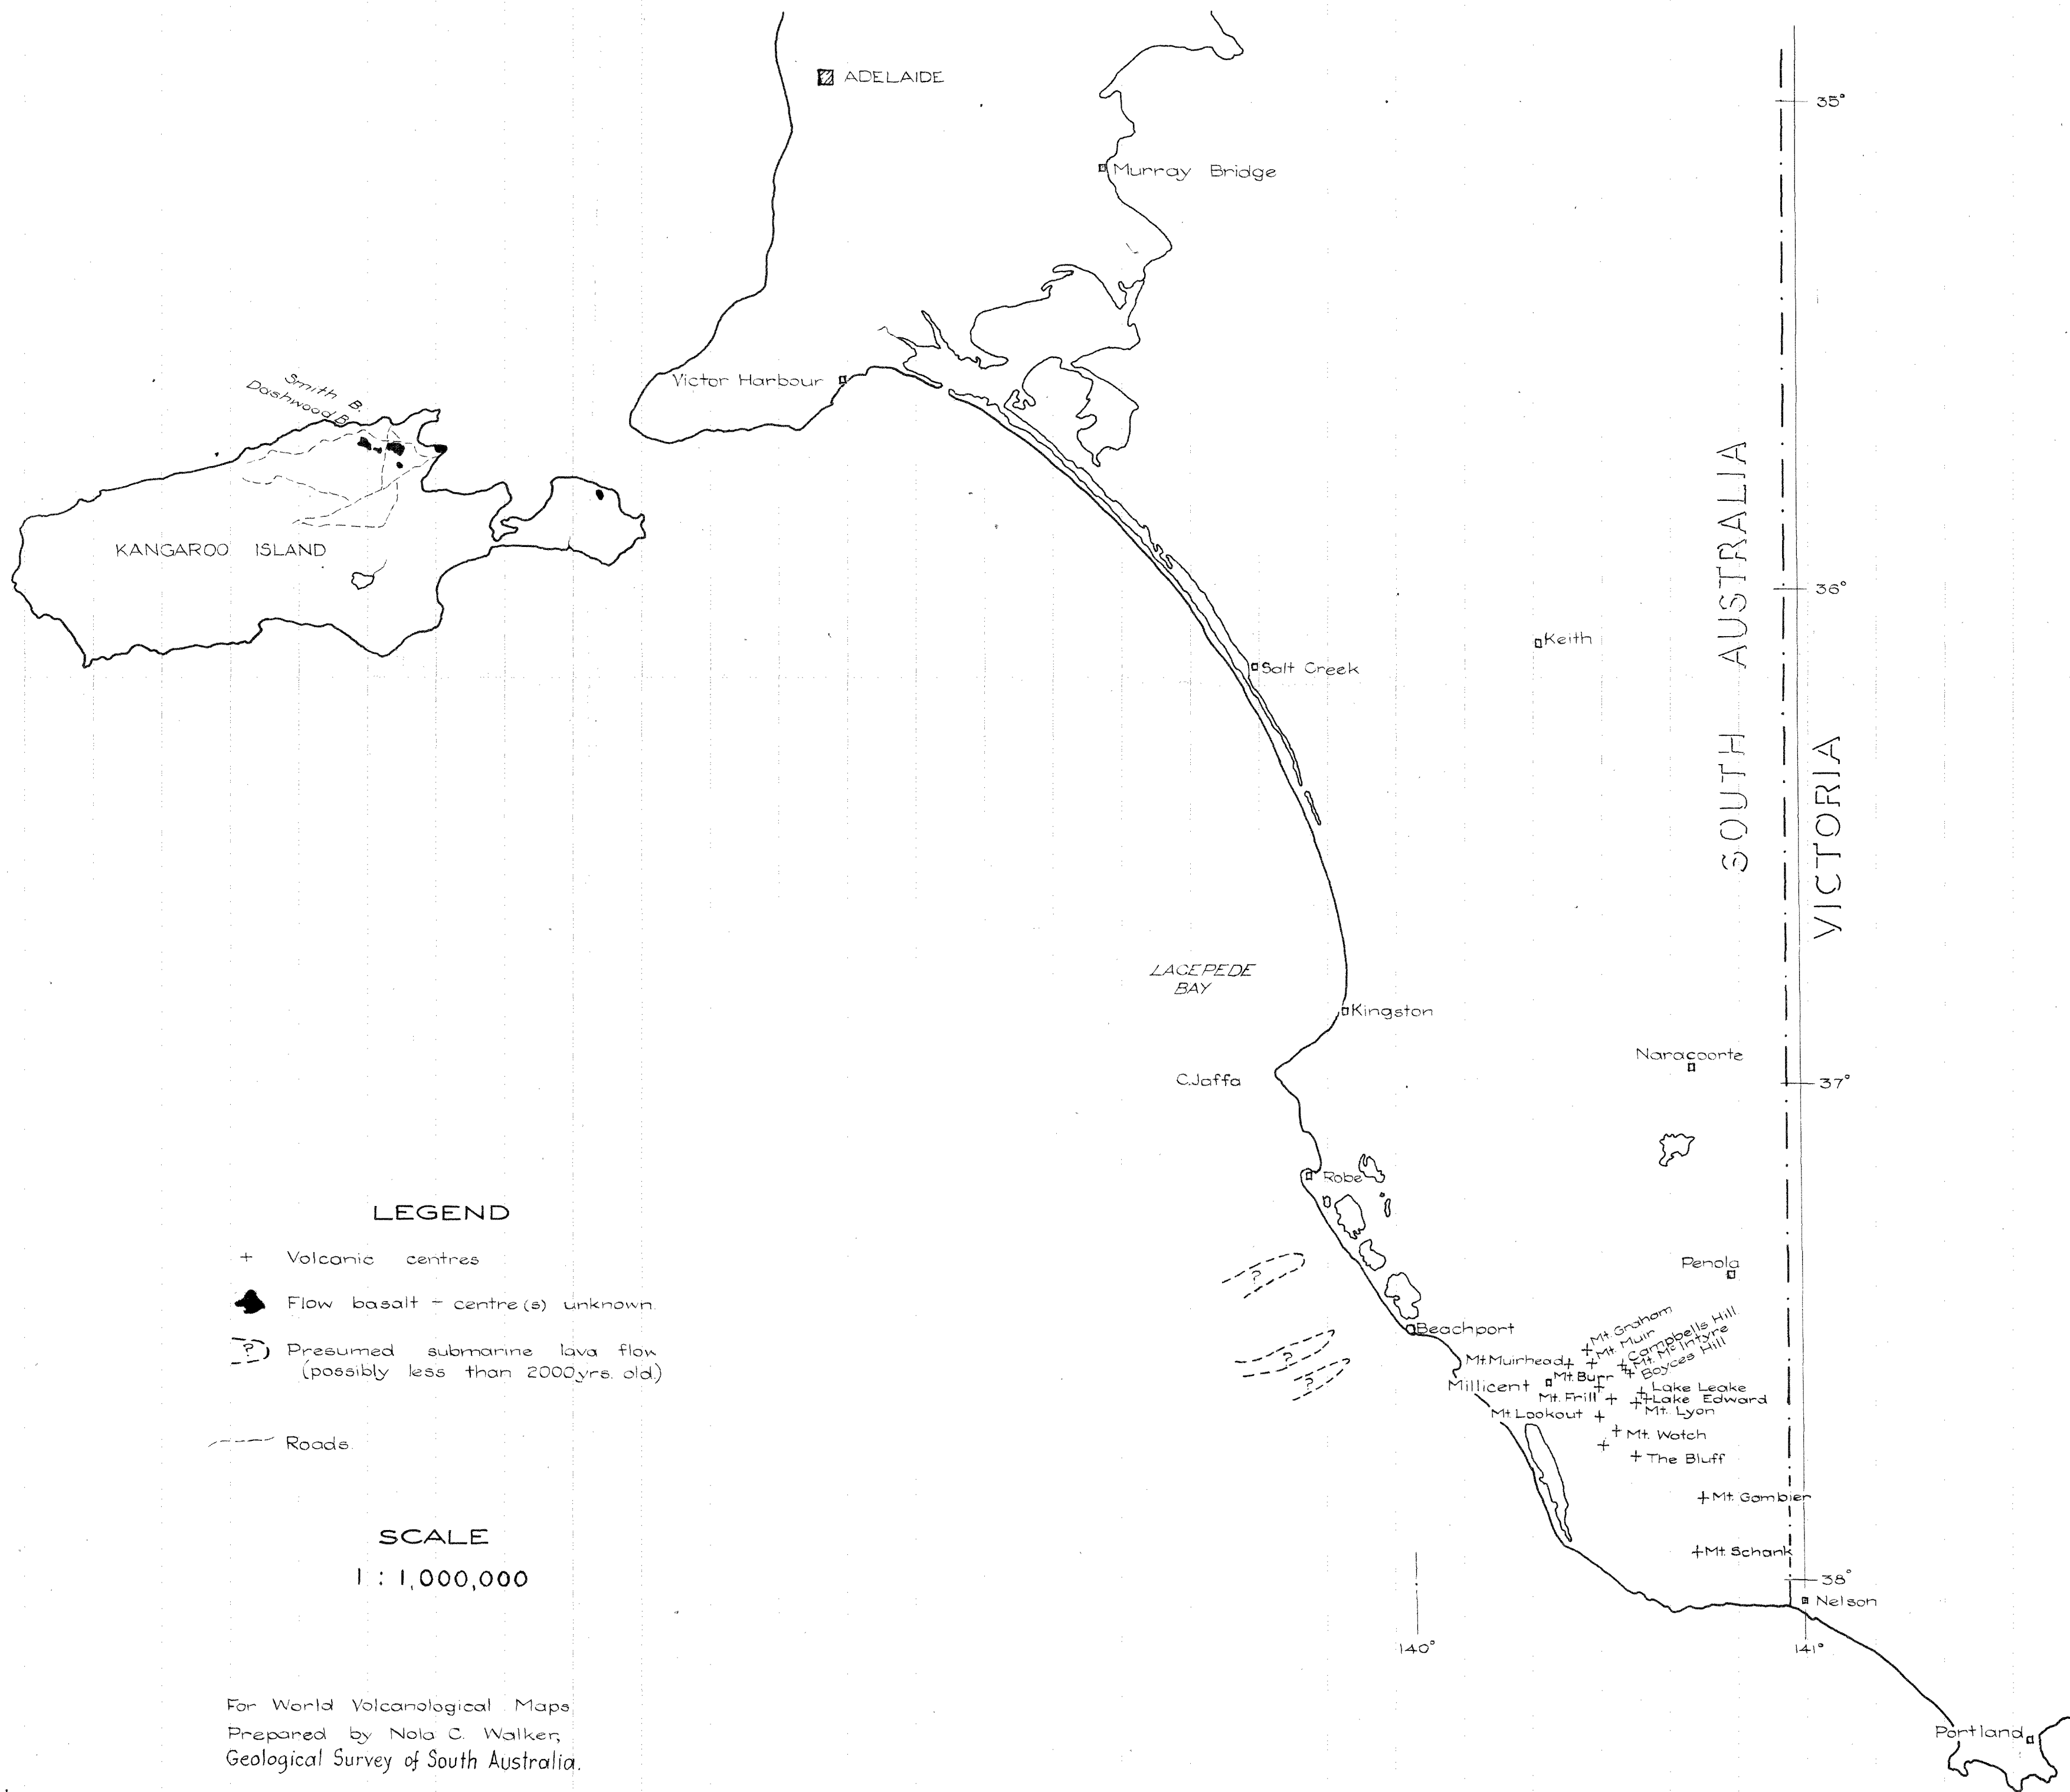 ADELAIDE
35°
Murray Bridge
Victor Harbour
Smith B.
Dashwood B.
KANGAROO ISLAND
SOUTH AUSTRALIA
VICTORIA
36°
Keith
Salt Creek
LACEPEDE
BAY
Kingston
Naracoorte
C.Jaffa
37°
Robe
Penola
Beachport
Mt. Graham
Mt. Muir
Campbells Hill
Mt. McIntyre
Boyces Hill
Mt. Muirhead
Mt. Burr
Millicent
Lake Leake
Mt. Frill
Lake Edward
Mt. Lookout
Mt. Lyon
Mt. Watch
The Bluff
Mt. Gambier
Mt. Schank
38°
Nelson
140°
141°
Portland
LEGEND
+ Volcanic centres
Flow basalt - centre(s) unknown.
? Presumed submarine lava flow
(possibly less than 2000yrs. old.)
Roads.
?
?
?
SCALE
1 : 1,000,000
For World Volcanological Maps
Prepared by Nola C. Walker,
Geological Survey of South Australia.